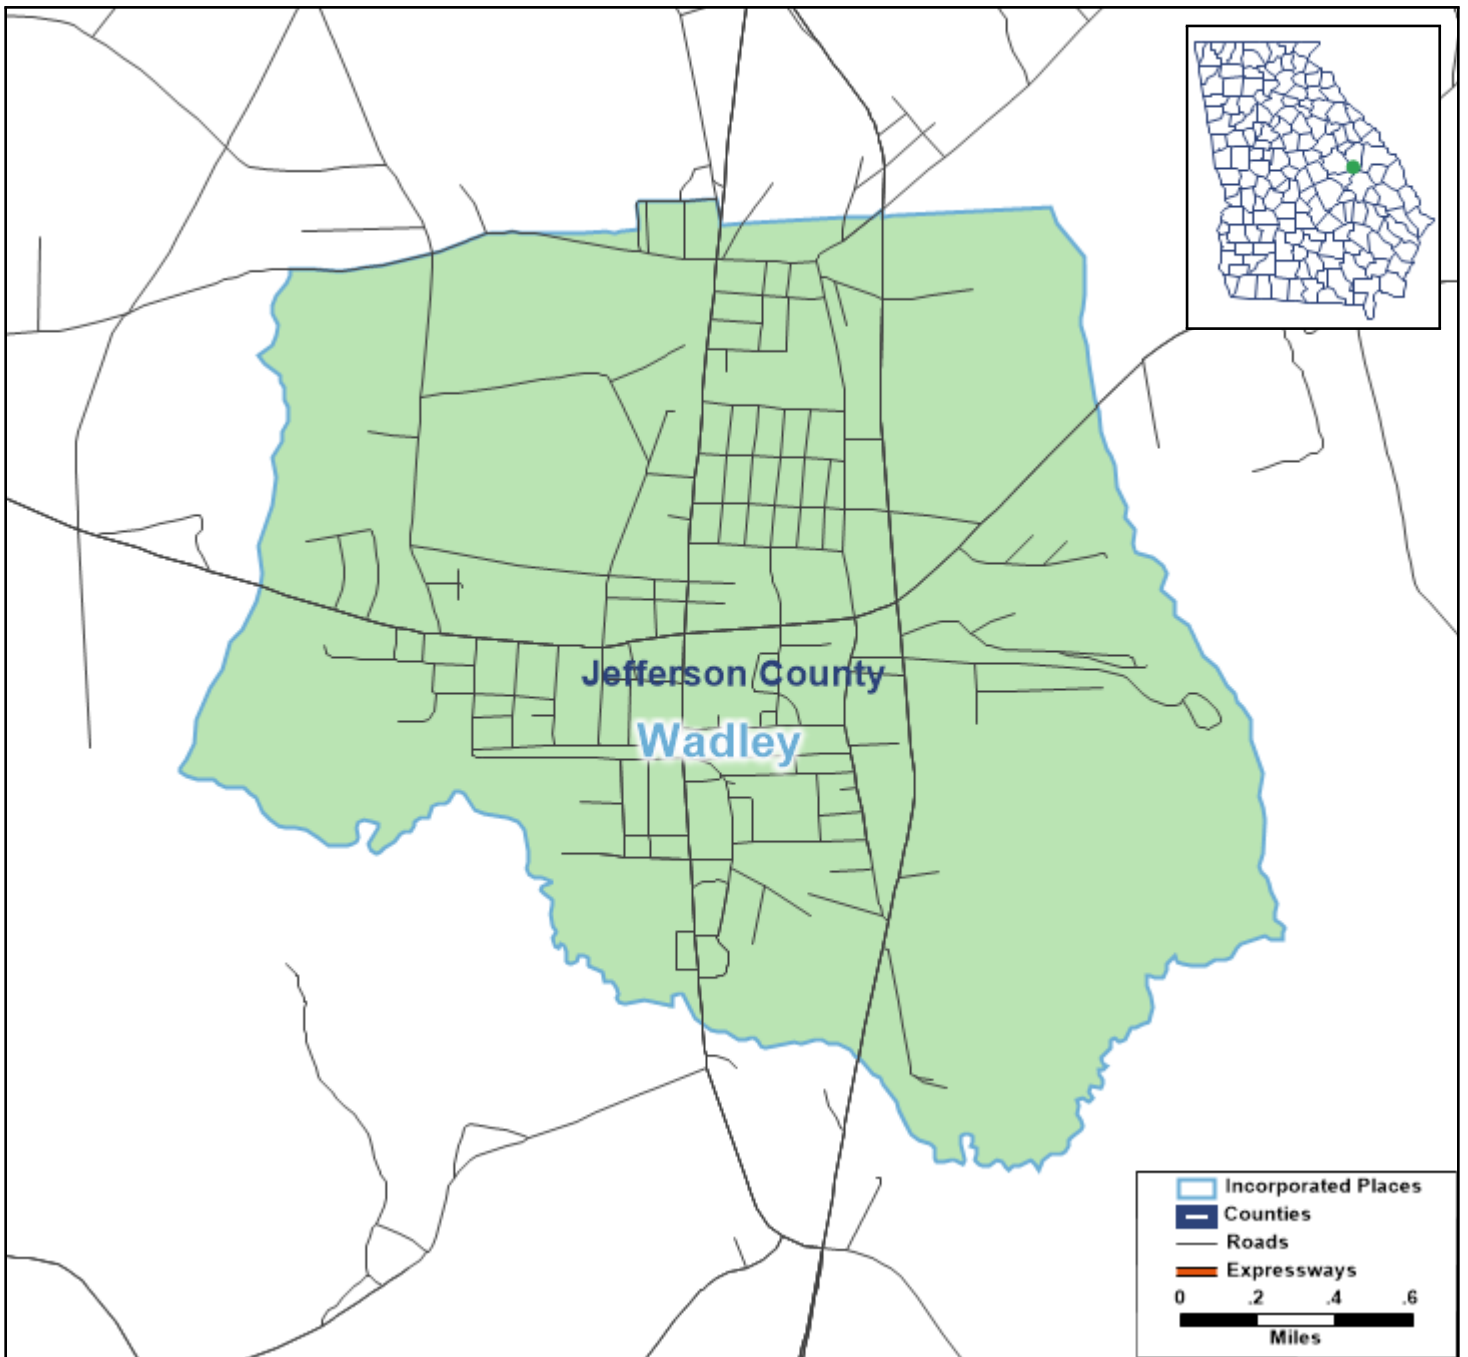 Jefferson County
Wadley
Incorporated Places
Counties
Roads
Expressways
0 .2 .4 .6
Miles